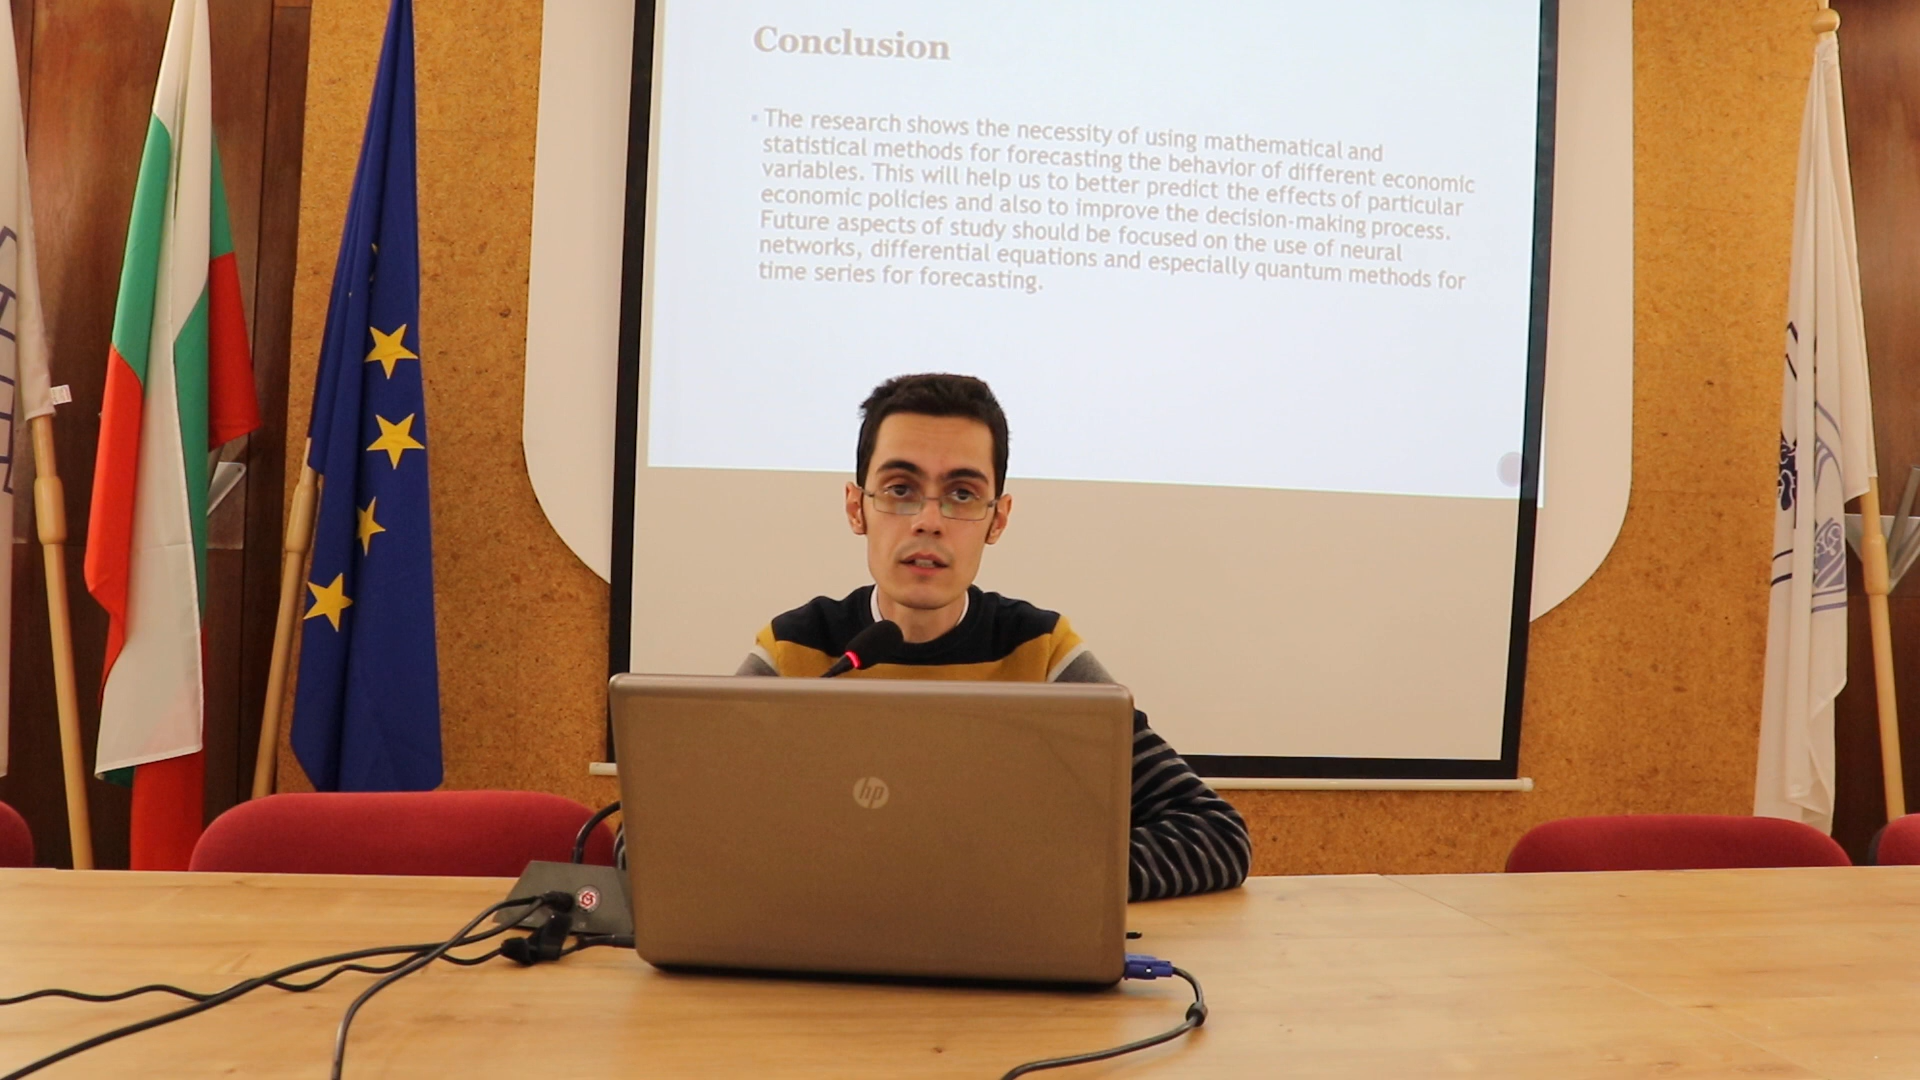 Conclusion
The research shows the necessity of using mathematical and
statistical methods for forecasting the behavior of different economic
variables. This will help us to better predict the effects of particular
economic policies and also to improve the decision-making process.
Future aspects of study should be focused on the use of neural
networks, differential equations and especially quantum methods for
time series for forecasting.
hp